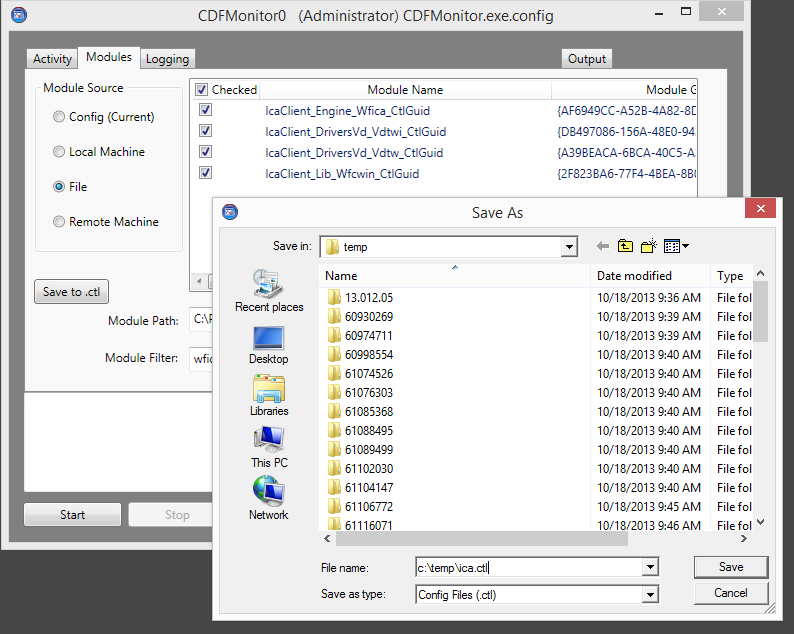 CDFMonitor0 (Administrator) CDFMonitor.exe.config
Activity Modules Logging Output
Module Source
Config (Current)
Local Machine
File
Remote Machine
Checked Module Name Module G
IcaClient_Engine_Wfica_CtlGuid {AF6949CC-A52B-4A82-8D
IcaClient_DriversVd_Vdtwi_CtlGuid {DB497086-156A-48E0-94
IcaClient_DriversVd_Vdtw_CtlGuid {A39BEACA-6BCA-40C5-A
IcaClient_Lib_Wfcwin_CtlGuid {2F823BA6-77F4-4BEA-8B0
Save to .ctl
Module Path: C:\P
Module Filter: wfic
Start Stop
Save As
Save in: temp
Recent places
Desktop
Libraries
This PC
Network
Name Date modified Type
13.012.05 10/18/2013 9:36 AM File fol
60930269 10/18/2013 9:39 AM File fol
60974711 10/18/2013 9:39 AM File fol
60998554 10/18/2013 9:40 AM File fol
61074526 10/18/2013 9:40 AM File fol
61076303 10/18/2013 9:40 AM File fol
61085368 10/18/2013 9:40 AM File fol
61088495 10/18/2013 9:40 AM File fol
61089499 10/18/2013 9:40 AM File fol
61102030 10/18/2013 9:40 AM File fol
61104147 10/18/2013 9:40 AM File fol
61106772 10/18/2013 9:45 AM File fol
61116071 10/18/2013 9:46 AM File fol
File name: c:\temp\ica.ctl
Save
Save as type: Config Files (.ctl)
Cancel